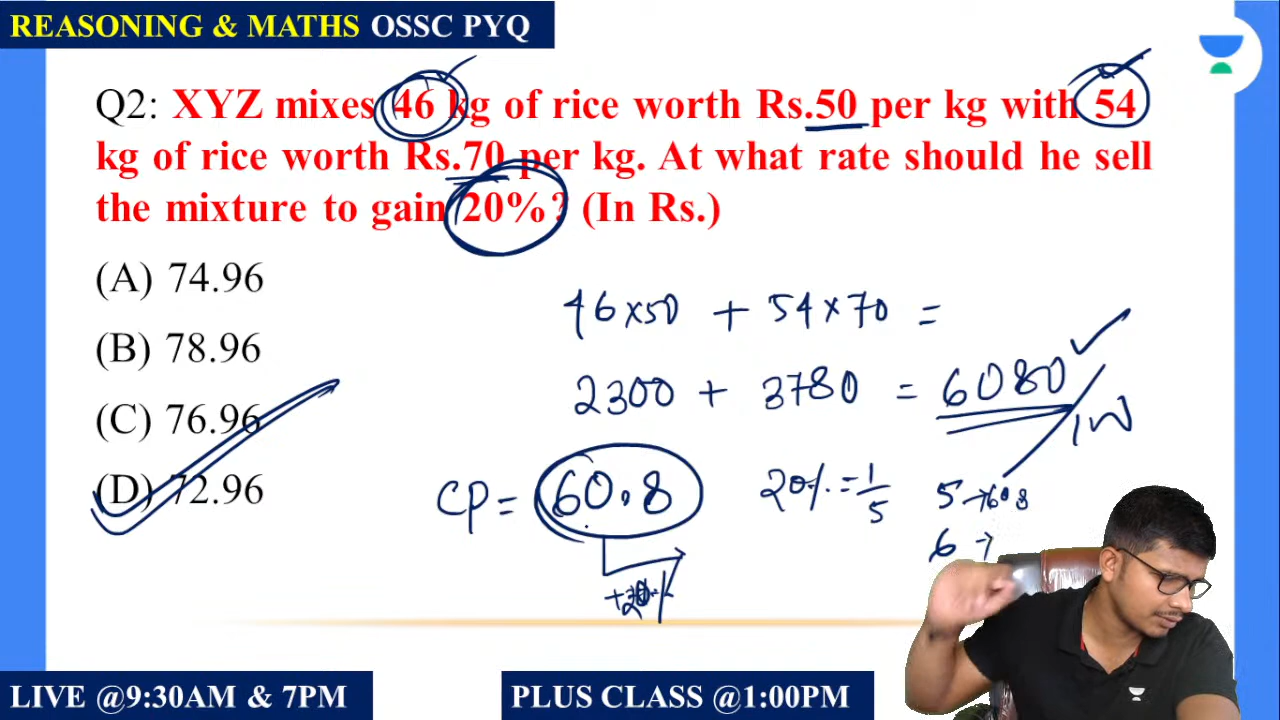 REASONING & MATHS OSSC PYQ
Q2: XYZ mixes 46 kg of rice worth Rs.50 per kg with 54
kg of rice worth Rs.70 per kg. At what rate should he sell
the mixture to gain 20%? (In Rs.)
(A) 74.96
(B) 78.96
(C) 76.96
(D) 72.96
46×50 + 54×70 =
2300 + 3780 = 6080
100
CP = 60.8
20% = 1/5
5 → 60.8
6 →
+20%
LIVE @9:30AM & 7PM
PLUS CLASS @1:00PM